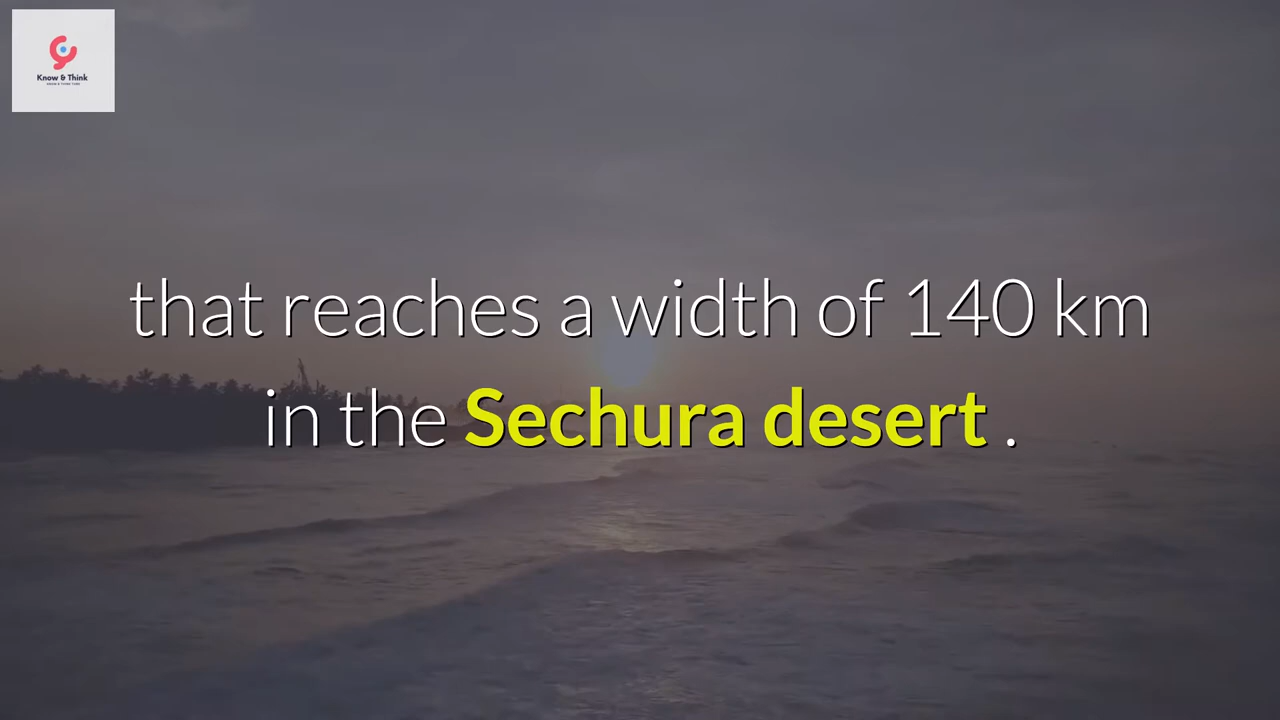 Know & Think
that reaches a width of 140 km
in the Sechura desert .